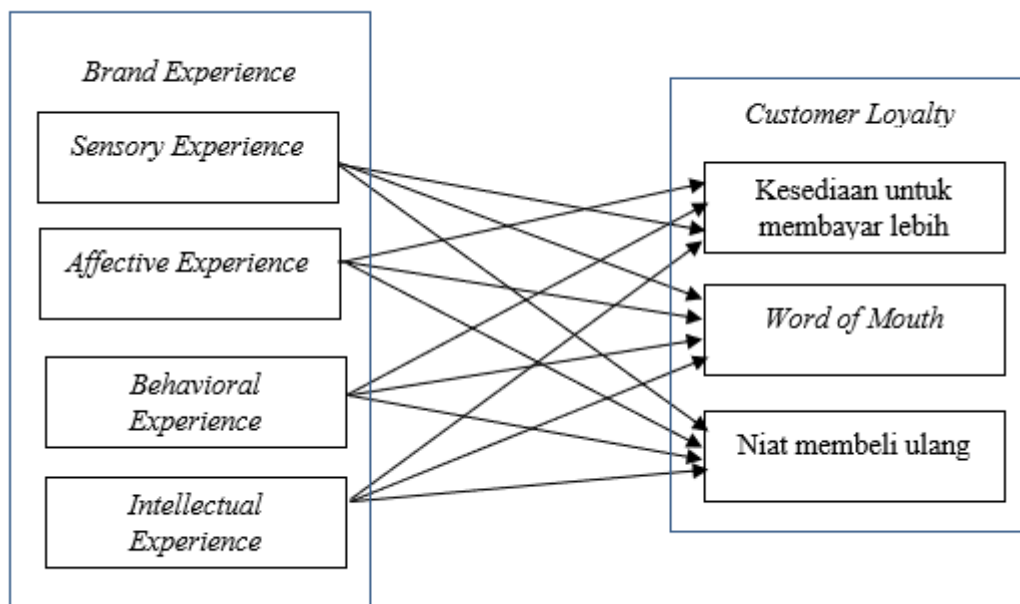 Brand Experience
Sensory Experience
Affective Experience
Behavioral
Experience
Intellectual
Experience
Customer Loyalty
Kesediaan untuk
membayar lebih
Word of Mouth
Niat membeli ulang